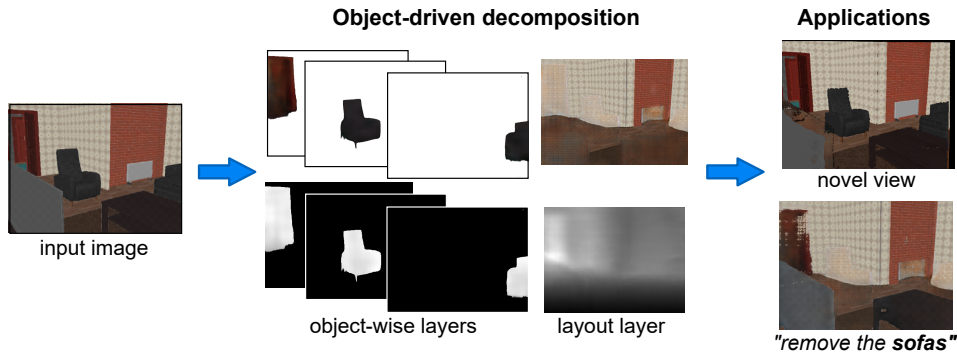 Object-driven decomposition
Applications
input image
object-wise layers
layout layer
novel view
"remove the sofas"